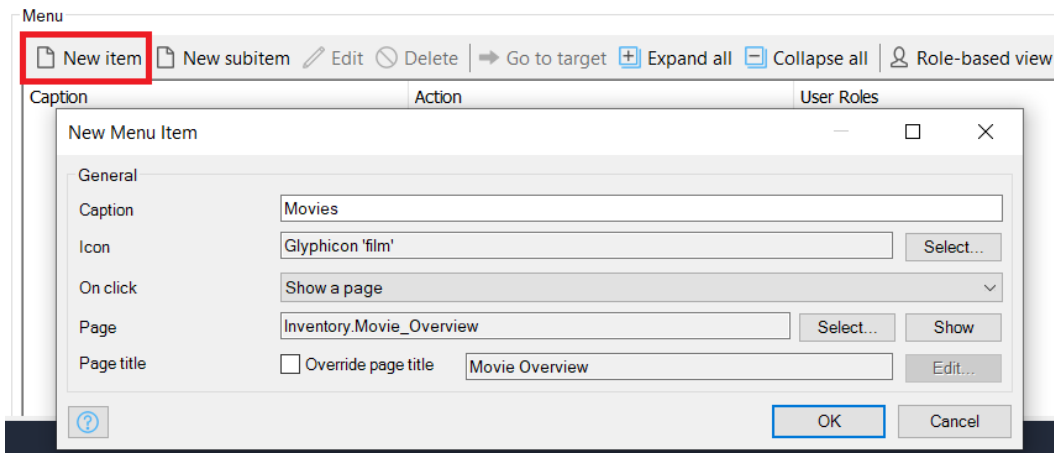 Menu
New item New subitem Edit Delete Go to target Expand all Collapse all Role-based view
Caption Action User Roles
New Menu Item
General
Caption Movies
Icon Glyphicon 'film' Select...
On click Show a page
Page Inventory.Movie_Overview Select... Show
Page title Override page title Movie Overview Edit...
? OK Cancel